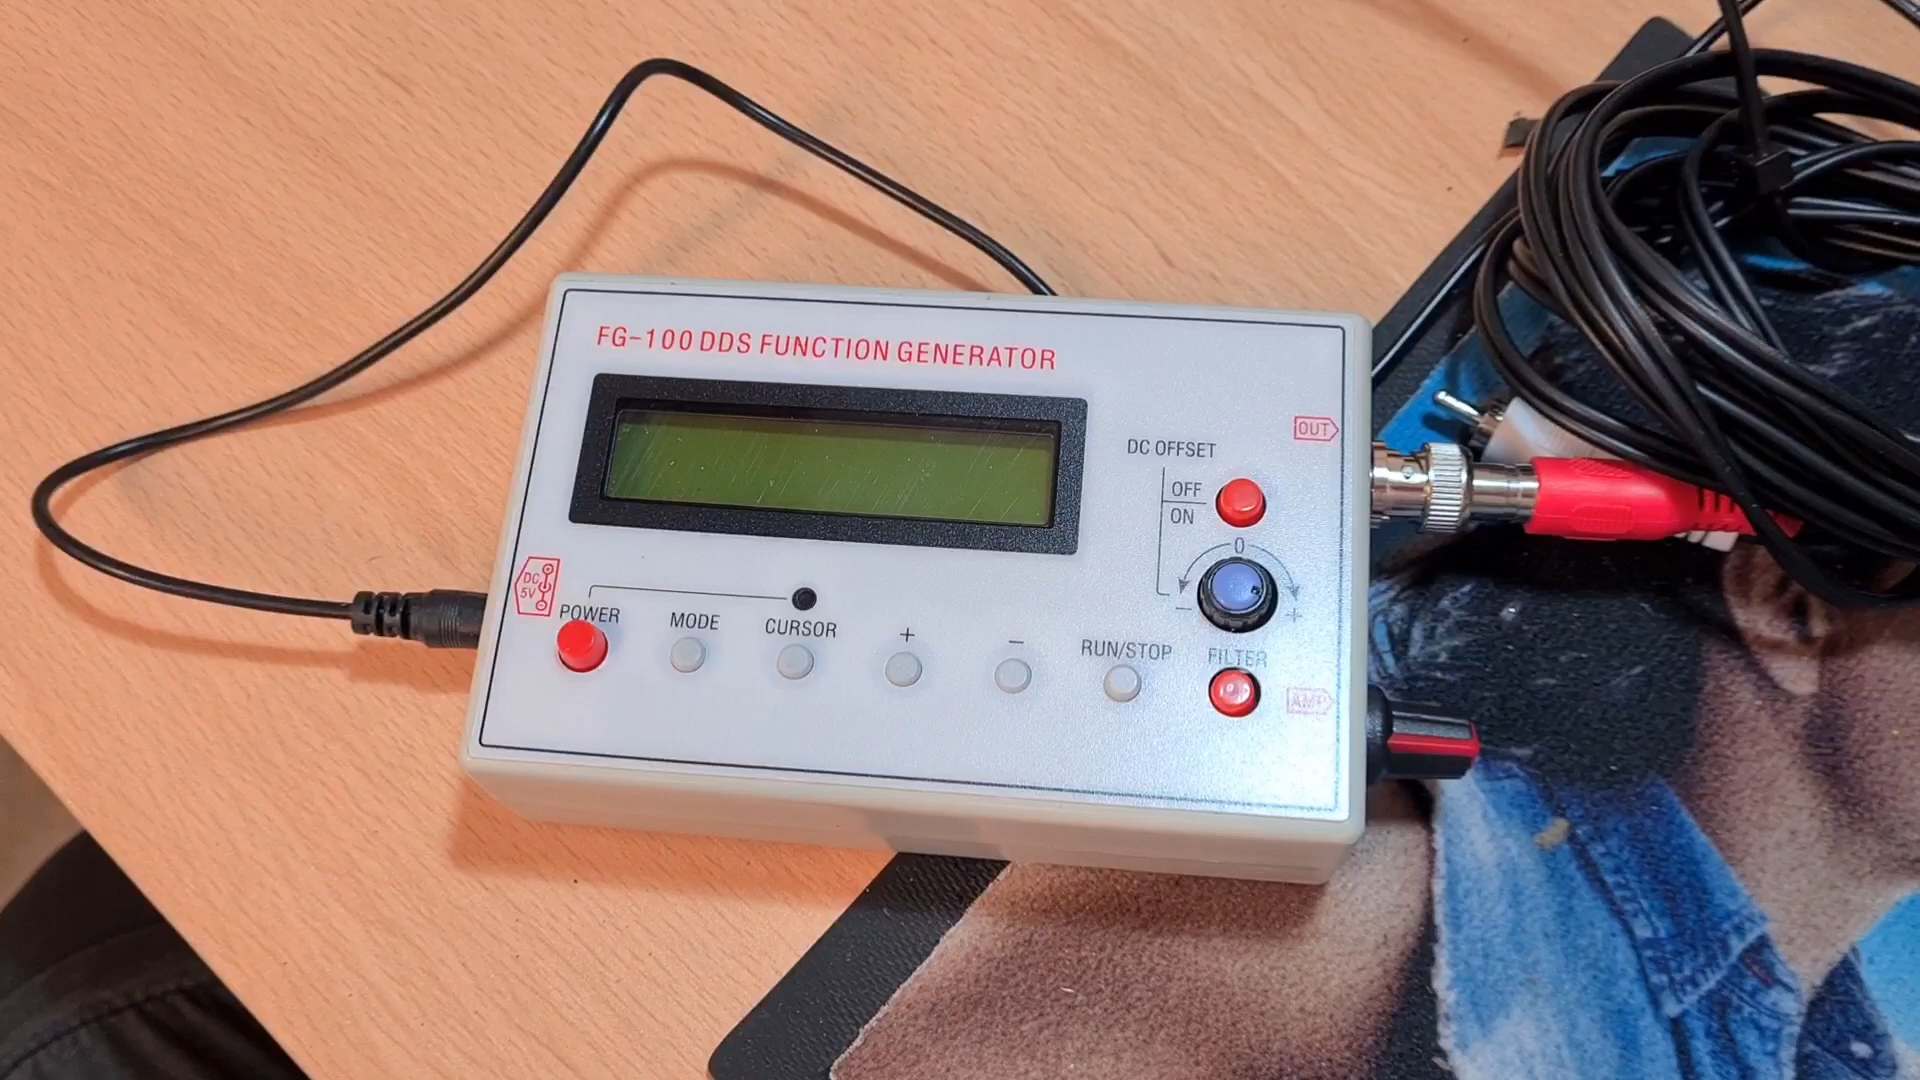 FG-100 DDS FUNCTION GENERATOR
OUT
DC OFFSET
OFF
ON
0
- +
DC
5V
POWER
MODE
CURSOR
+
-
RUN/STOP
FILTER
AMP